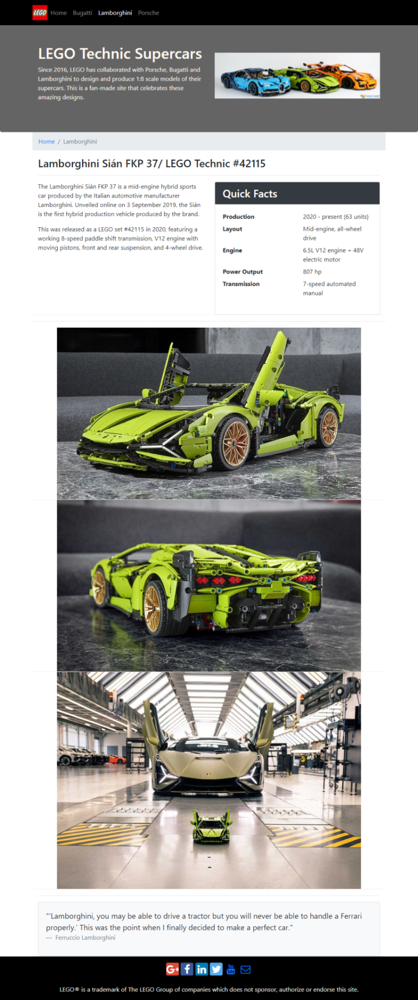 LEGO
Home Bugatti Lamborghini Porsche
LEGO Technic Supercars
Since 2016, LEGO has collaborated with Porsche, Bugatti and
Lamborghini to design and produce 1:8 scale models of their
supercars. This is a fan-made site that celebrates these
amazing designs.
Home / Lamborghini
Lamborghini Sián FKP 37/ LEGO Technic #42115
The Lamborghini Sián FKP 37 is a mid-engine hybrid sports
car produced by the Italian automotive manufacturer
Lamborghini. Unveiled online on 3 September 2019, the Sián
is the first hybrid production vehicle produced by the brand.
This was released as a LEGO set #42115 in 2020, featuring a
working 8-speed paddle shift transmission, V12 engine with
moving pistons, front and rear suspension, and 4-wheel drive.
Quick Facts
Production 2020 - present (63 units)
Layout Mid-engine, all-wheel
drive
Engine 6.5L V12 engine + 48V
electric motor
Power Output 807 hp
Transmission 7-speed automated
manual
"'Lamborghini, you may be able to drive a tractor but you will never be able to handle a Ferrari
properly.' This was the point when I finally decided to make a perfect car."
— Ferruccio Lamborghini
G+ f in You Tube
LEGO® is a trademark of The LEGO Group of companies which does not sponsor, authorize or endorse this site.